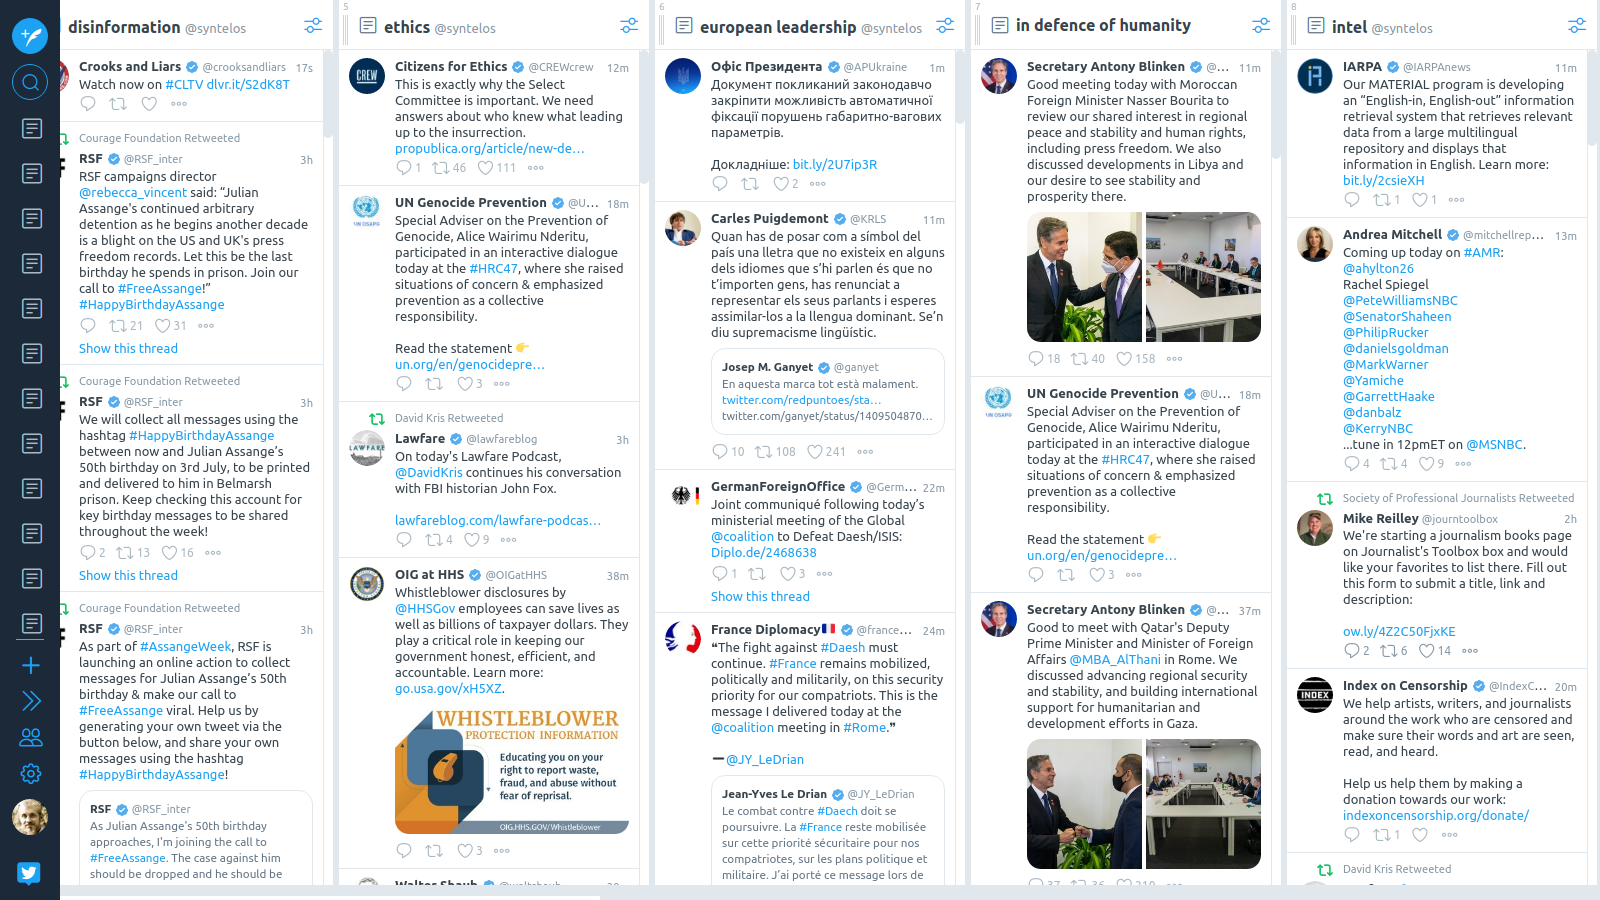 disinformation @syntelos
Crooks and Liars @crooksandliars 17s
Watch now on #CLTV dlvr.it/S2dK8T
Courage Foundation Retweeted
RSF @RSF_inter 3h
RSF campaigns director
@rebecca_vincent said: “Julian
Assange's continued arbitrary
detention as he begins another decade
is a blight on the US and UK's press
freedom records. Let this be the last
birthday he spends in prison. Join our
call to #FreeAssange!”
#HappyBirthdayAssange
21 31
Show this thread
Courage Foundation Retweeted
RSF @RSF_inter 3h
We will collect all messages using the
hashtag #HappyBirthdayAssange
between now and Julian Assange’s
50th birthday on 3rd July, to be printed
and delivered to him in Belmarsh
prison. Keep checking this account for
key birthday messages to be shared
throughout the week!
2 13 16
Show this thread
Courage Foundation Retweeted
RSF @RSF_inter 3h
As part of #AssangeWeek, RSF is
launching an online action to collect
messages for Julian Assange’s 50th
birthday & make our call to
#FreeAssange viral. Help us by
generating your own tweet via the
button below, and share your own
messages using the hashtag
#HappyBirthdayAssange!
RSF @RSF_inter
As Julian Assange's 50th birthday
approaches, I'm joining the call to
#FreeAssange. The case against him
should be dropped and he should be
5
ethics @syntelos
CREW
Citizens for Ethics @CREWcrew 12m
This is exactly why the Select
Committee is important. We need
answers about who knew what leading
up to the insurrection.
propublica.org/article/new-de…
1 46 111
UN OSAPG
UN Genocide Prevention @U... 18m
Special Adviser on the Prevention of
Genocide, Alice Wairimu Nderitu,
participated in an interactive dialogue
today at the #HRC47, where she raised
situations of concern & emphasized
prevention as a collective
responsibility.
Read the statement 👉
un.org/en/genocidepre…
3
David Kris Retweeted
LAWFARE
Lawfare @lawfareblog 3h
On today's Lawfare Podcast,
@DavidKris continues his conversation
with FBI historian John Fox.
lawfareblog.com/lawfare-podcas…
4 9
OIG at HHS @OIGatHHS 38m
Whistleblower disclosures by
@HHSGov employees can save lives as
well as billions of taxpayer dollars. They
play a critical role in keeping our
government honest, efficient, and
accountable. Learn more:
go.usa.gov/xH5XZ.
WHISTLEBLOWER
PROTECTION INFORMATION
Educating you on your
right to report waste,
fraud, and abuse without
fear of reprisal.
OIG.HHS.GOV/Whistleblower
3
6
european leadership @syntelos
Офіс Президента @APUkraine 1m
Документ покликаний законодавчо
закріпити можливість автоматичної
фіксації порушень габаритно-вагових
параметрів.
Докладніше: bit.ly/2U7ip3R
2
Carles Puigdemont @KRLS 11m
Quan has de posar com a símbol del
país una lletra que no existeix en alguns
dels idiomes que s’hi parlen és que no
t’importen gens, has renunciat a
representar els seus parlants i esperes
assimilar-los a la llengua dominant. Se’n
diu supremacisme lingüístic.
Josep M. Ganyet @ganyet
En aquesta marca tot està malament.
twitter.com/redpuntoes/sta…
twitter.com/ganyet/status/1409504870...
10 108 241
GermanForeignOffice @Germ... 22m
Joint communiqué following today’s
ministerial meeting of the Global
@coalition to Defeat Daesh/ISIS:
Diplo.de/2468638
1 3
Show this thread
France Diplomacy🇫🇷 @france... 24m
❝The fight against #Daesh must
continue. #France remains mobilized,
politically and militarily, on this security
priority for our compatriots. This is the
message I delivered today at the
@coalition meeting in #Rome.❞
➖@JY_LeDrian
Jean-Yves Le Drian @JY_LeDrian
Le combat contre #Daech doit se
poursuivre. La #France reste mobilisée
sur cette priorité sécuritaire pour nos
compatriotes, sur les plans politique et
militaire. J’ai porté ce message lors de
7
in defence of humanity
Secretary Antony Blinken @... 11m
Good meeting today with Moroccan
Foreign Minister Nasser Bourita to
review our shared interest in regional
peace and stability and human rights,
including press freedom. We also
discussed developments in Libya and
our desire to see stability and
prosperity there.
18 40 158
UN OSAPG
UN Genocide Prevention @U... 18m
Special Adviser on the Prevention of
Genocide, Alice Wairimu Nderitu,
participated in an interactive dialogue
today at the #HRC47, where she raised
situations of concern & emphasized
prevention as a collective
responsibility.
Read the statement 👉
un.org/en/genocidepre…
3
Secretary Antony Blinken @... 37m
Good to meet with Qatar's Deputy
Prime Minister and Minister of Foreign
Affairs @MBA_AlThani in Rome. We
discussed advancing regional security
and stability, and building international
support for humanitarian and
development efforts in Gaza.
8
intel @syntelos
IARPA @IARPAnews 11m
Our MATERIAL program is developing
an “English-in, English-out” information
retrieval system that retrieves relevant
data from a large multilingual
repository and displays that
information in English. Learn more:
bit.ly/2csieXH
1 1
Andrea Mitchell @mitchellrep... 13m
Coming up today on #AMR:
@ahylton26
Rachel Spiegel
@PeteWilliamsNBC
@SenatorShaheen
@PhilipRucker
@danielsgoldman
@MarkWarner
@Yamiche
@GarrettHaake
@danbalz
@KerryNBC
...tune in 12pmET on @MSNBC.
4 4 9
Society of Professional Journalists Retweeted
Mike Reilley @journtoolbox 2h
We're starting a journalism books page
on Journalist's Toolbox box and would
like your favorites to list there. Fill out
this form to submit a title, link and
description:
ow.ly/4Z2C50FjxKE
2 6 14
INDEX
Index on Censorship @IndexC... 20m
We help artists, writers, and journalists
around the work who are censored and
make sure their words and art are seen,
read, and heard.
Help us help them by making a
donation towards our work:
indexoncensorship.org/donate/
1
David Kris Retweeted